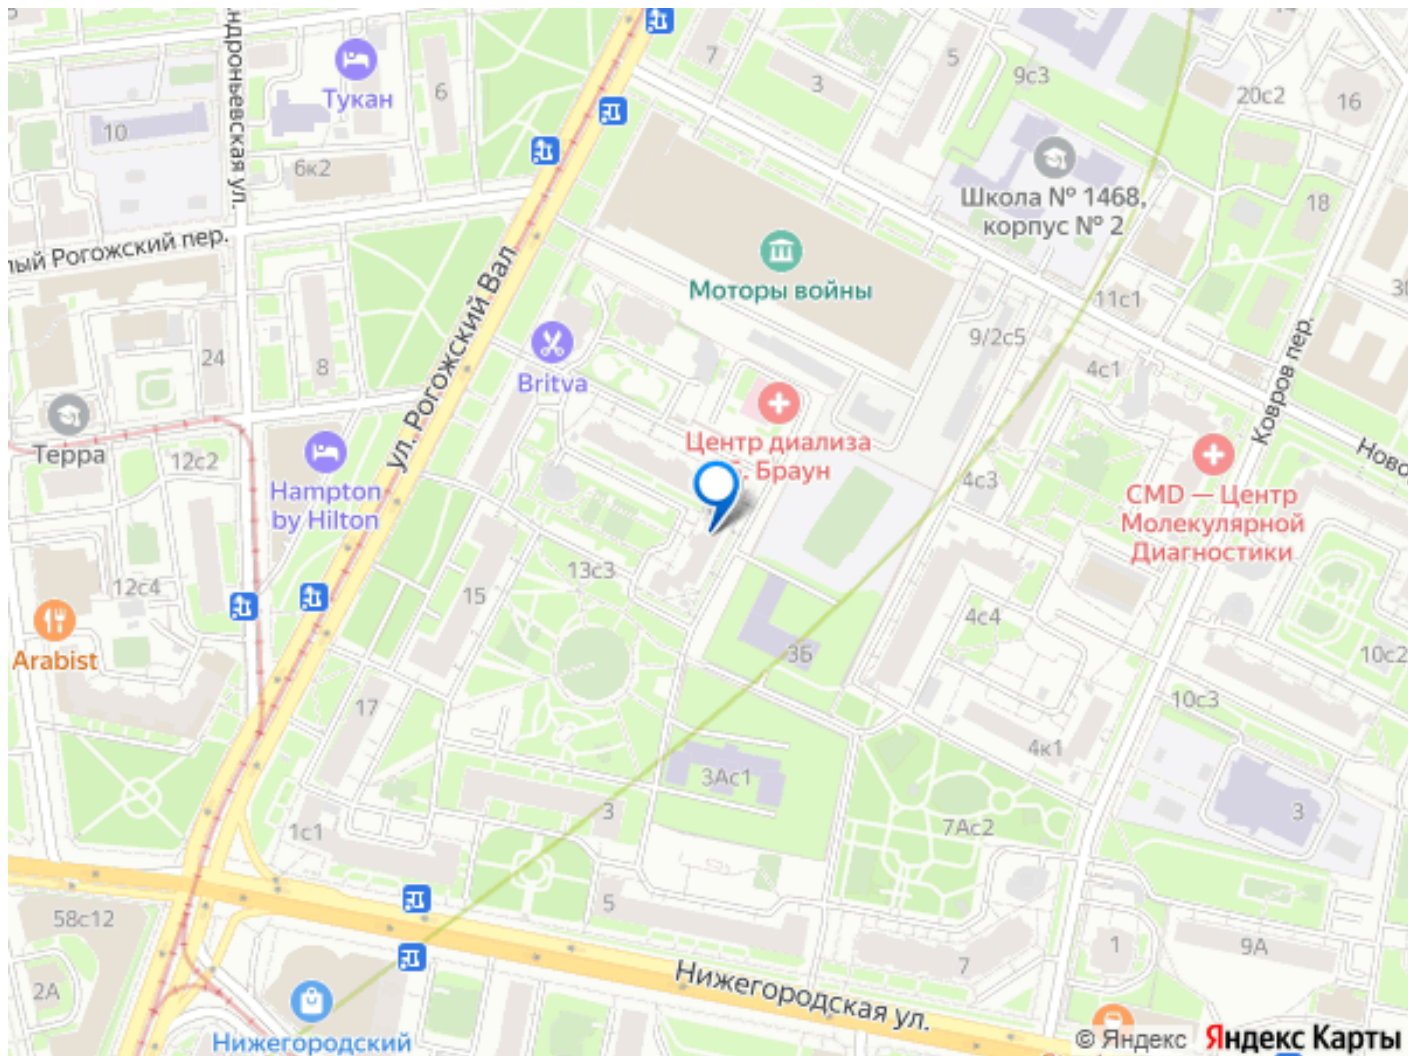 Тукан
6
7
3
5
9с3
20с2
16
10
6к2
ндроньевская ул.
лый Рогожский пер.
ул. Рогожский Вал
Школа № 1468,
корпус № 2
18
Моторы войны
11с1
9/2с5
4с1
Ковров пер.
24
8
Britva
Терра
12с2
Hampton
by Hilton
Центр диализа
Браун
4с3
CMD — Центр
Молекулярной
Диагностики
Ново
12с4
13с3
15
4с4
3Б
Arabist
10с2
17
10с3
4к1
3Ас1
3
3
1с1
7Ас2
58с12
5
7
1
9А
2А
Нижегородская ул.
Нижегородский
© Яндекс Яндекс Карты